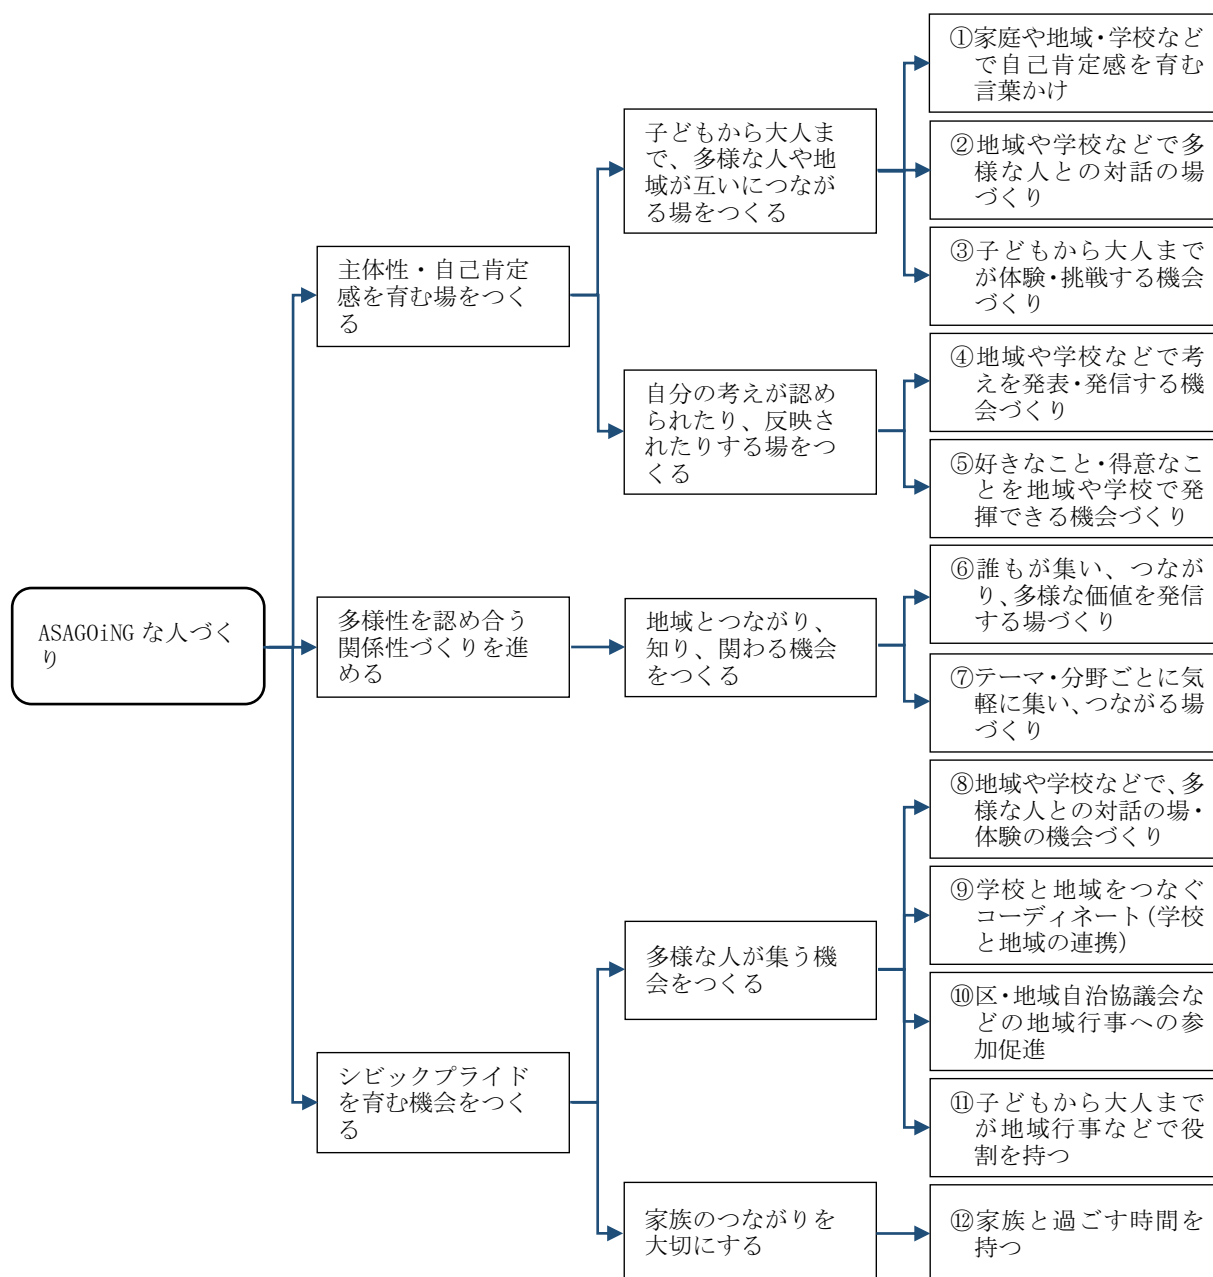 ASAGOiNG な人づく
り
主体性・自己肯定
感を育む場をつく
る
子どもから大人ま
で、多様な人や地
域が互いにつなが
る場をつくる
①家庭や地域・学校など
で自己肯定感を育む
言葉かけ
②地域や学校などで多
様な人との対話の場
づくり
③子どもから大人まで
が体験・挑戦する機会
づくり
自分の考えが認め
られたり、反映さ
れたりする場をつ
くる
④地域や学校などで考
えを発表・発信する機
会づくり
⑤好きなこと・得意なこ
とを地域や学校で発
揮できる機会づくり
多様性を認め合う
関係性づくりを進
める
地域とつながり、
知り、関わる機会
をつくる
⑥誰もが集い、つなが
り、多様な価値を発信
する場づくり
⑦テーマ・分野ごとに気
軽に集い、つながる場
づくり
シビックプライド
を育む機会をつく
る
多様な人が集う機
会をつくる
⑧地域や学校などで、多
様な人との対話の場・
体験の機会づくり
⑨学校と地域をつなぐ
コーディネート(学校
と地域の連携)
⑩区・地域自治協議会な
どの地域行事への参
加促進
⑪子どもから大人まで
が地域行事などで役
割を持つ
家族のつながりを
大切にする
⑫家族と過ごす時間を
持つ